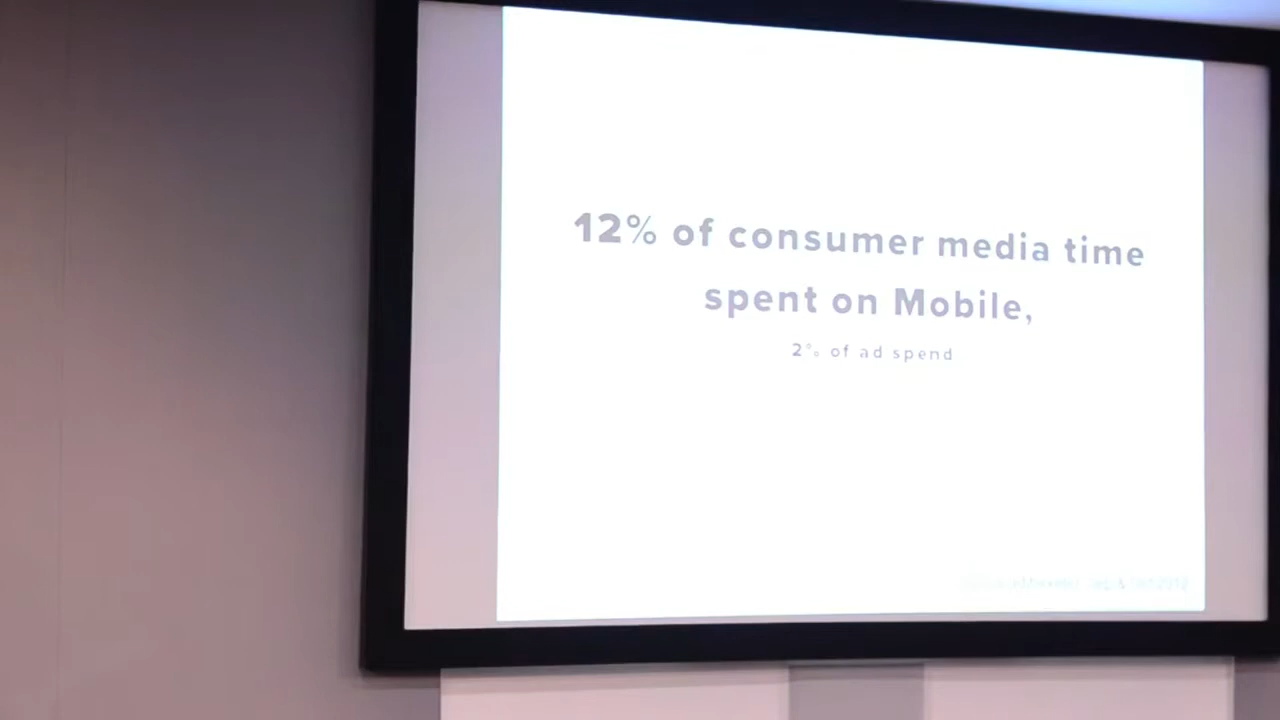 12% of consumer media time
spent on Mobile,
2% of ad spend